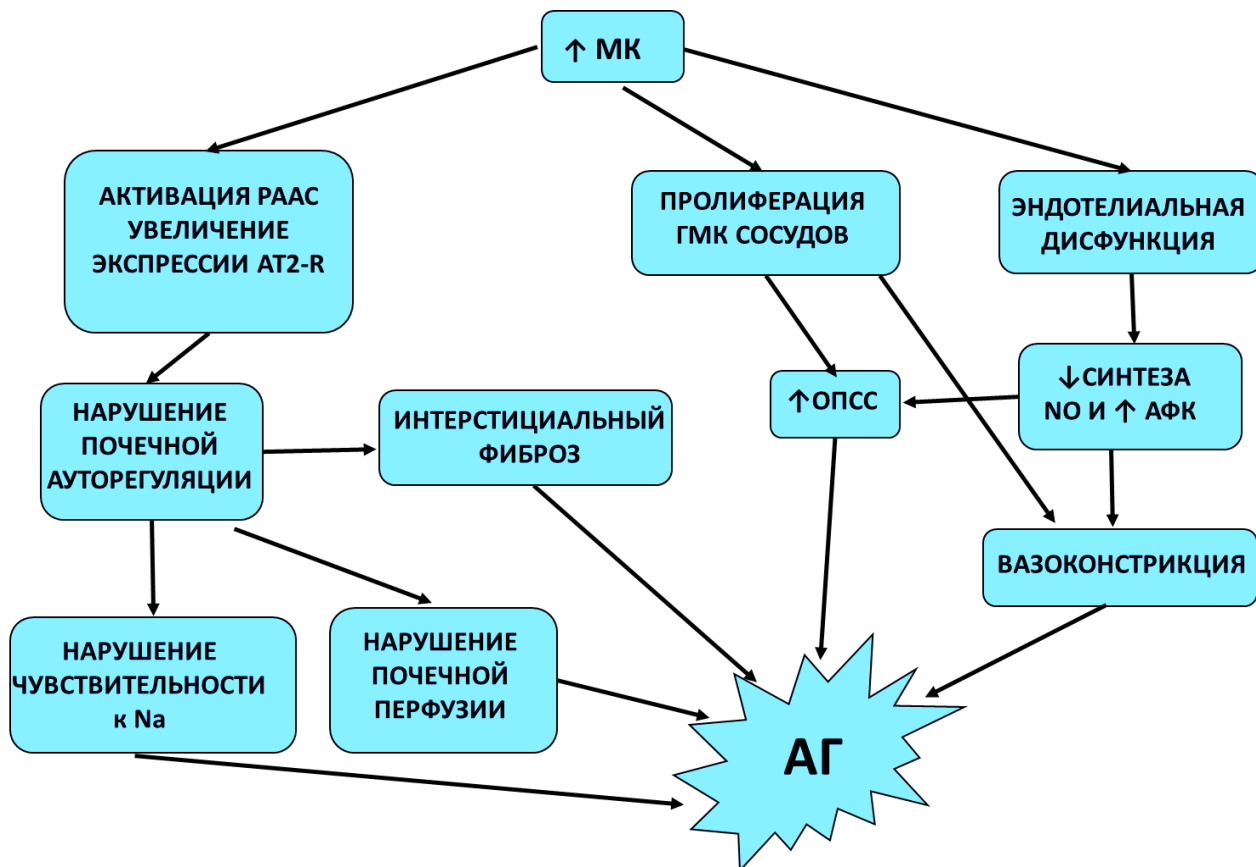 ↑ МК
АКТИВАЦИЯ РААС
УВЕЛИЧЕНИЕ
ЭКСПРЕССИИ АТ2-R
ПРОЛИФЕРАЦИЯ
ГМК СОСУДОВ
ЭНДОТЕЛИАЛЬНАЯ
ДИСФУНКЦИЯ
НАРУШЕНИЕ
ПОЧЕЧНОЙ
АУТОРЕГУЛЯЦИИ
ИНТЕРСТИЦИАЛЬНЫЙ
ФИБРОЗ
↑ОПСС
↓СИНТЕЗА
NO И ↑ АФК
ВАЗОКОНСТРИКЦИЯ
НАРУШЕНИЕ
ЧУВСТВИТЕЛЬНОСТИ
к Na
НАРУШЕНИЕ
ПОЧЕЧНОЙ
ПЕРФУЗИИ
АГ